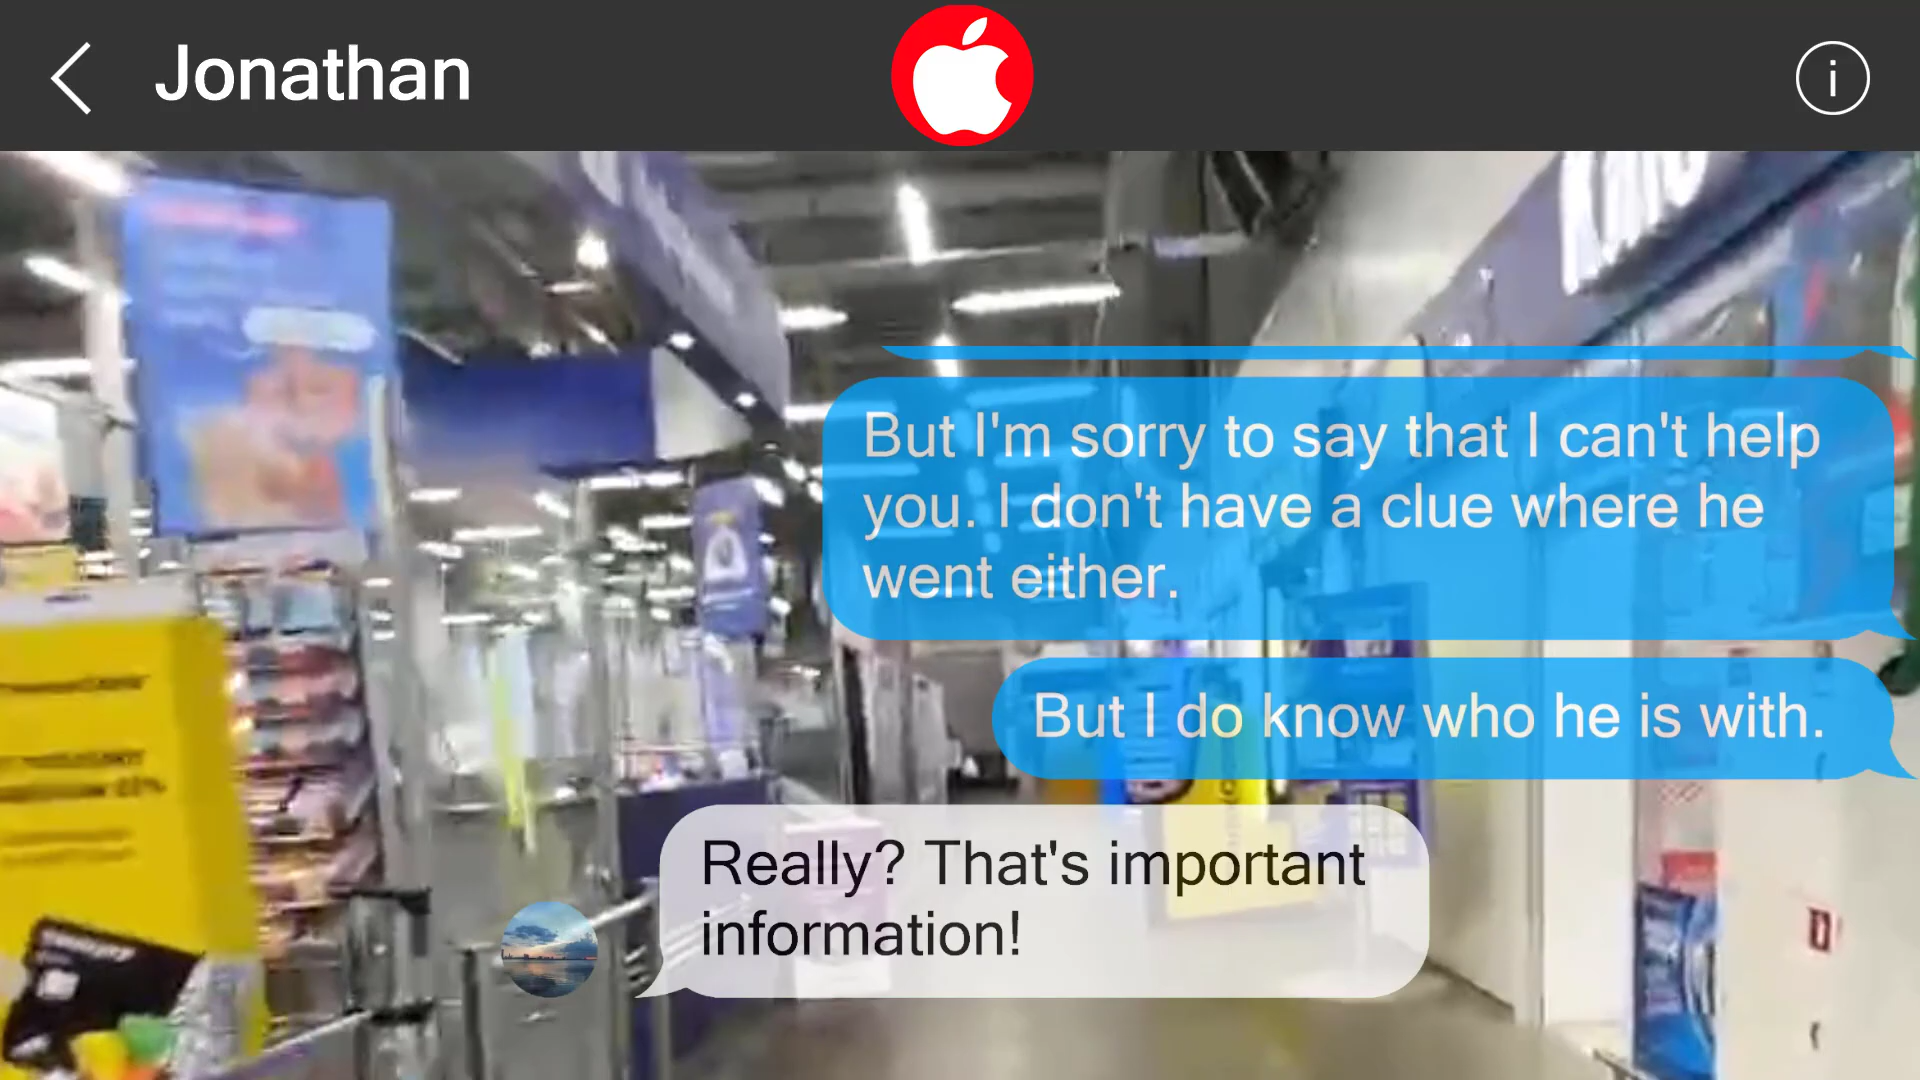 Jonathan
But I'm sorry to say that I can't help
you. I don't have a clue where he
went either.
But I do know who he is with.
Really? That's important
information!